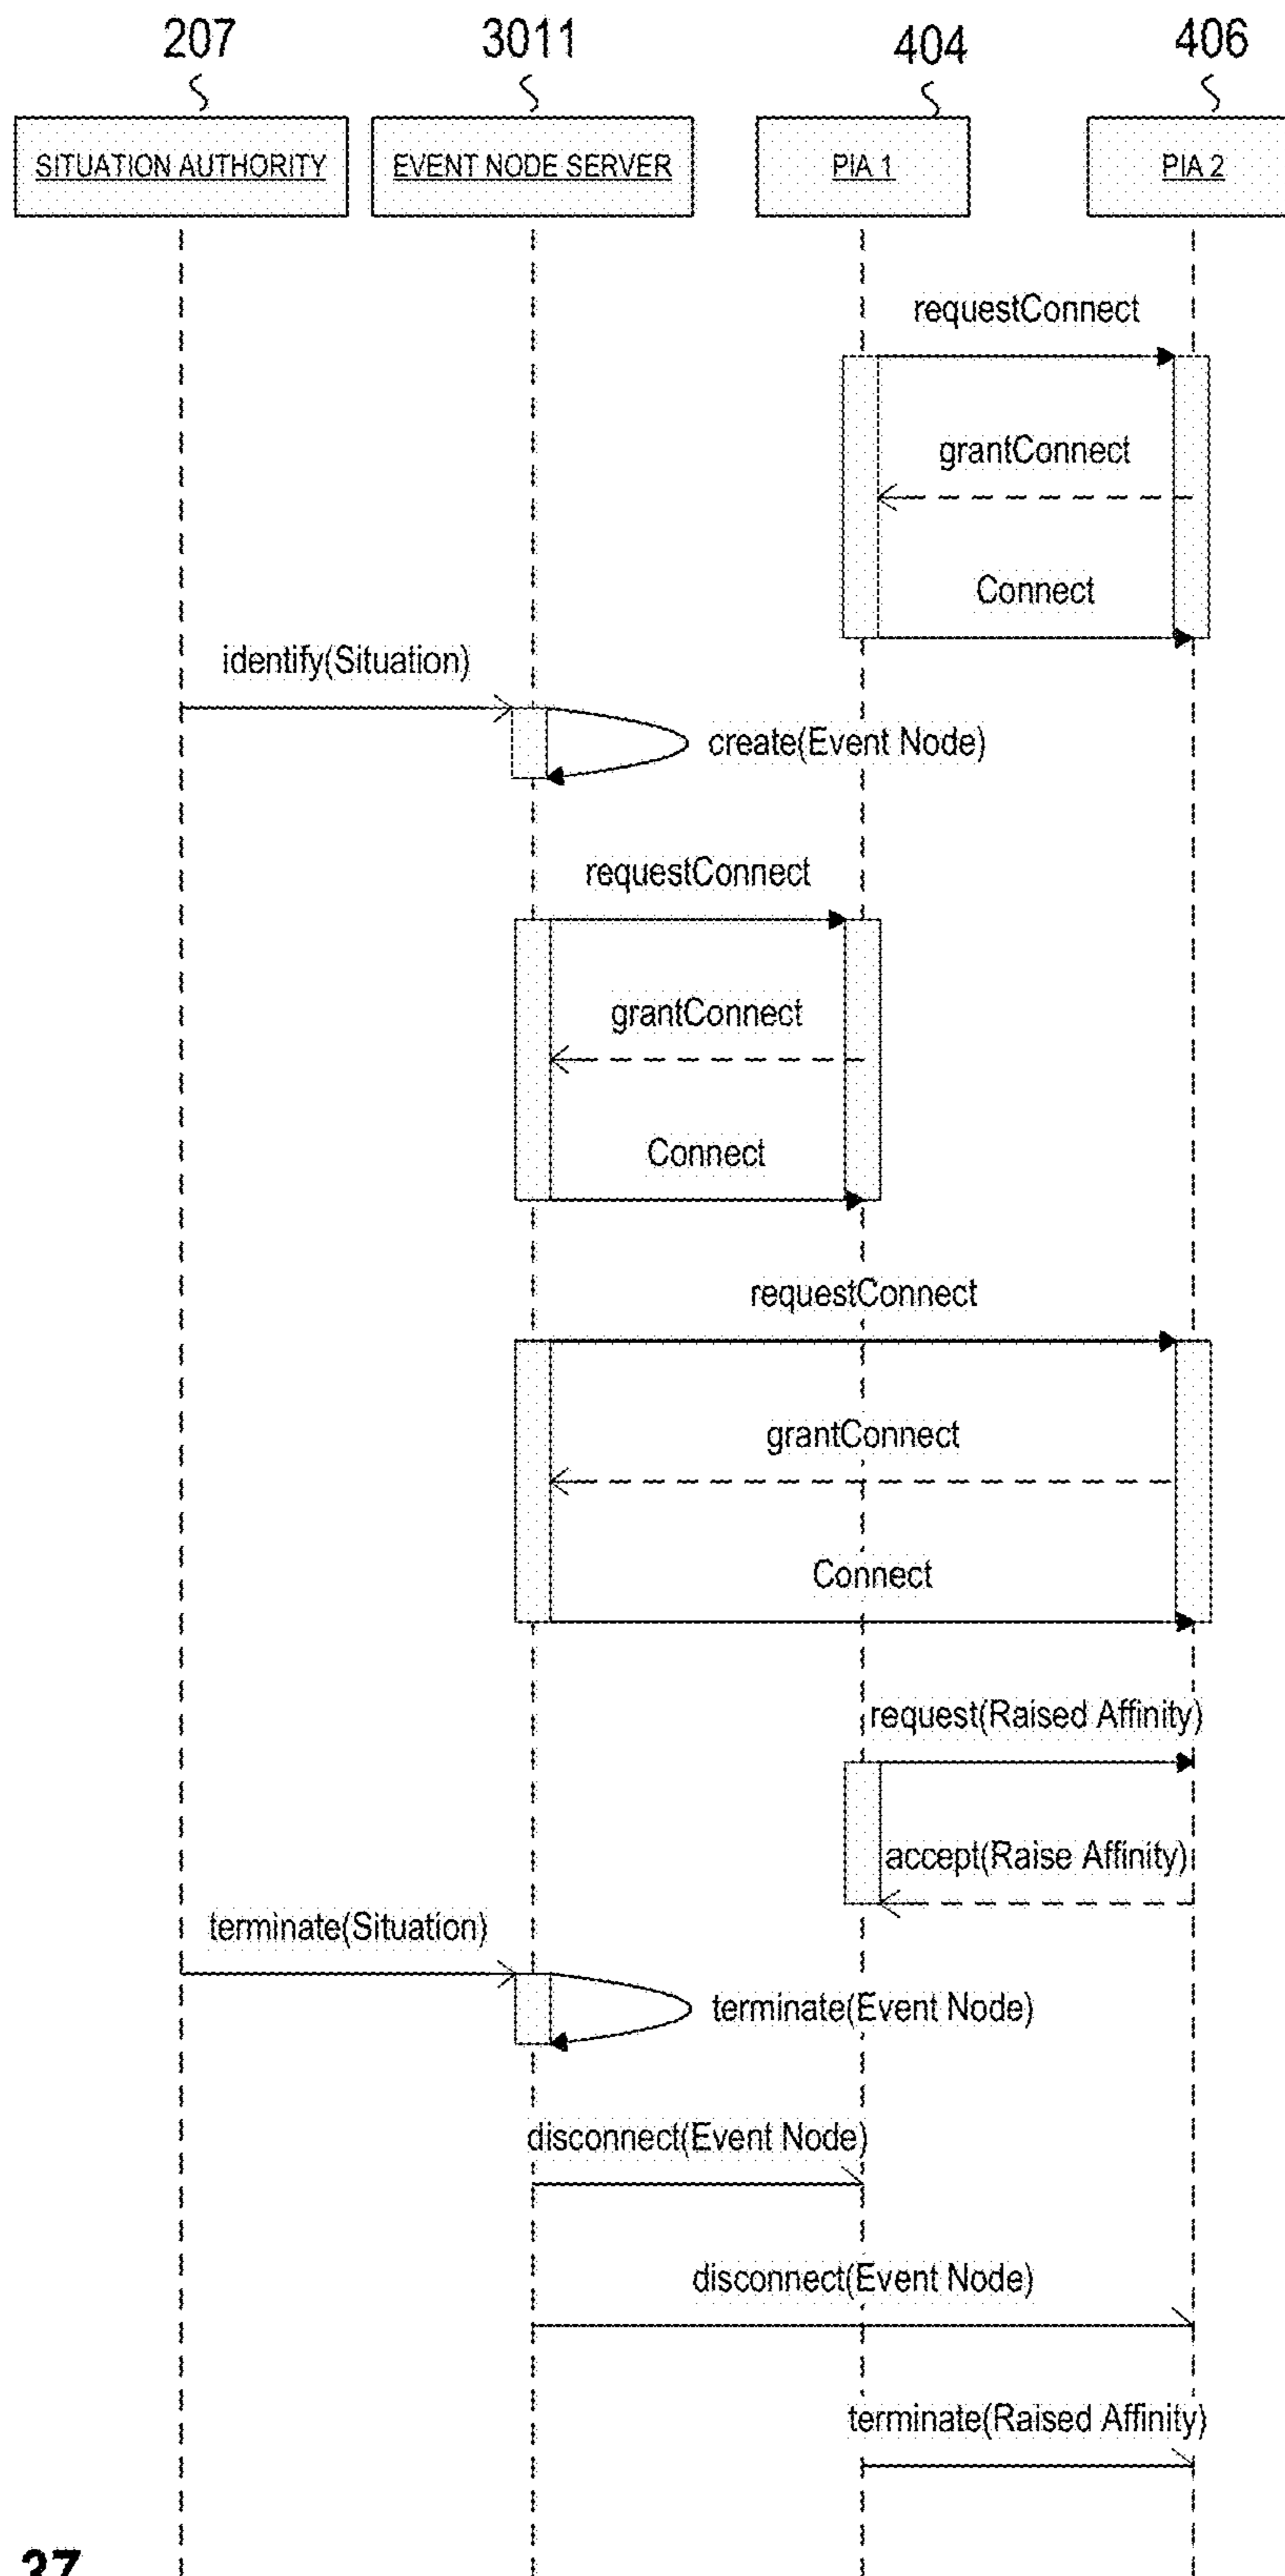 207 3011 404 406
SITUATION AUTHORITY EVENT NODE SERVER PIA 1 PIA 2
requestConnect
grantConnect
Connect
identify(Situation)
create(Event Node)
requestConnect
grantConnect
Connect
requestConnect
grantConnect
Connect
request(Raised Affinity)
accept(Raise Affinity)
terminate(Situation)
terminate(Event Node)
disconnect(Event Node)
disconnect(Event Node)
terminate(Raised Affinity)
37